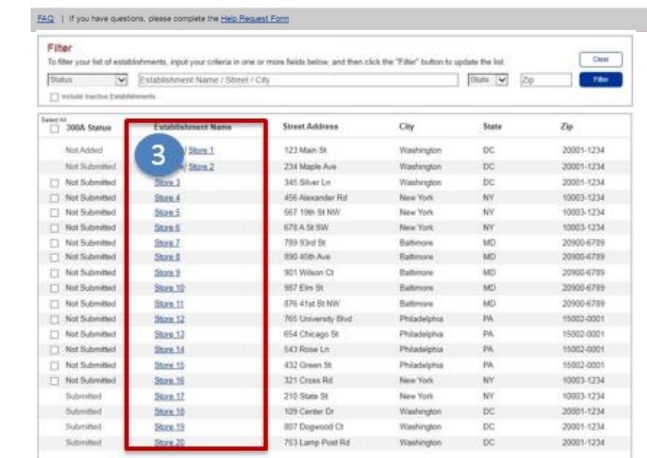 FAQ | If you have questions, please complete the Help Request Form
Filter
To filter your list of establishments, input your criteria in one or more fields below, and then click the "Filter" button to update the list.
Clear
Status Establishment Name / Street / City State Zip Filter
Include Inactive Establishments
Select All
300A Status Establishment Name Street Address City State Zip
3
Not Added / Store 1 123 Main St Washington DC 20001-1234
Not Submitted / Store 2 234 Maple Ave Washington DC 20001-1234
Not Submitted Store 3 345 Silver Ln Washington DC 20001-1234
Not Submitted Store 4 456 Alexander Rd New York NY 10003-1234
Not Submitted Store 5 567 19th St NW New York NY 10003-1234
Not Submitted Store 6 678 A St SW New York NY 10003-1234
Not Submitted Store 7 789 93rd St Baltimore MD 20900-6789
Not Submitted Store 8 890 45th Ave Baltimore MD 20900-6789
Not Submitted Store 9 901 Wilson Ct Baltimore MD 20900-6789
Not Submitted Store 10 987 Elm St Baltimore MD 20900-6789
Not Submitted Store 11 876 41st St NW Baltimore MD 20900-6789
Not Submitted Store 12 765 University Blvd Philadelphia PA 15002-0001
Not Submitted Store 13 654 Chicago St Philadelphia PA 15002-0001
Not Submitted Store 14 543 Rose Ln Philadelphia PA 15002-0001
Not Submitted Store 15 432 Green St Philadelphia PA 15002-0001
Not Submitted Store 16 321 Cross Rd New York NY 10003-1234
Submitted Store 17 210 State St New York NY 10003-1234
Submitted Store 18 109 Center Dr Washington DC 20001-1234
Submitted Store 19 807 Dogwood Ct Washington DC 20001-1234
Submitted Store 20 753 Lamp Post Rd Washington DC 20001-1234